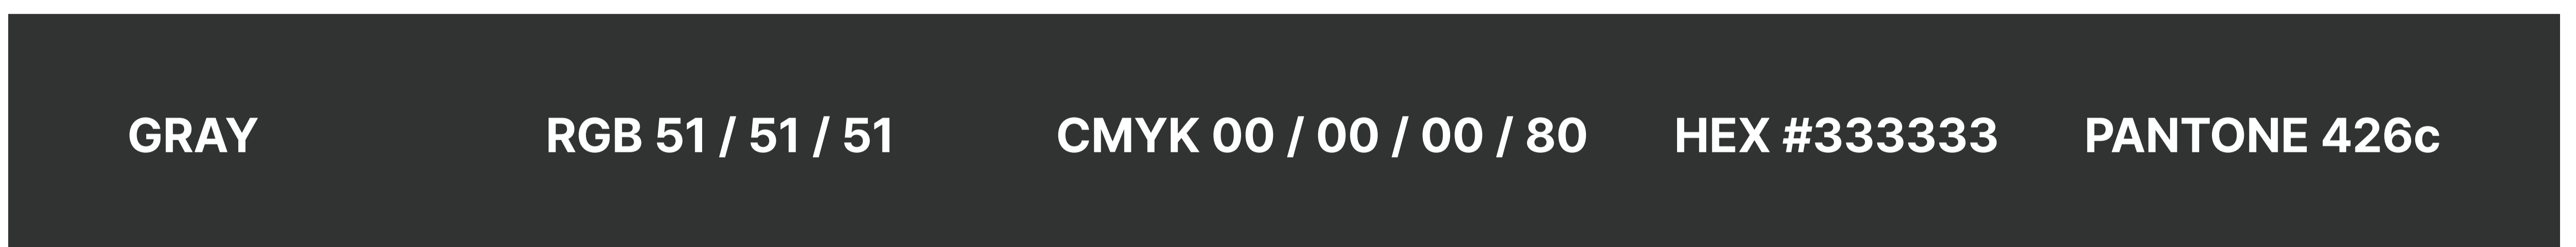 GRAY RGB 51 / 51 / 51 CMYK 00 / 00 / 00 / 80 HEX #333333 PANTONE 426c